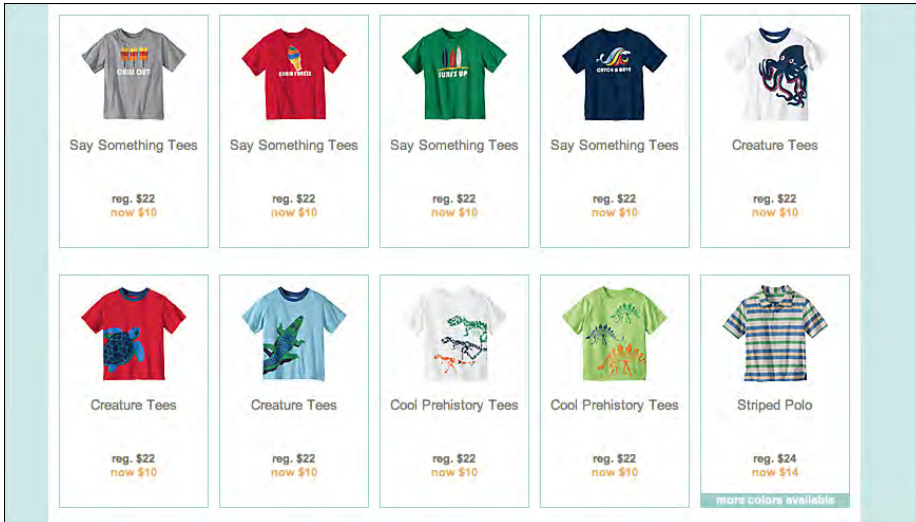 CHILL OUT
SURFS UP
CATCH A WAVE
Say Something Tees
Say Something Tees
Say Something Tees
Say Something Tees
Creature Tees
reg. $22
now $10
reg. $22
now $10
reg. $22
now $10
reg. $22
now $10
reg. $22
now $10
Creature Tees
Creature Tees
Cool Prehistory Tees
Cool Prehistory Tees
Striped Polo
reg. $22
now $10
reg. $22
now $10
reg. $22
now $10
reg. $22
now $10
reg. $24
now $14
more colors available